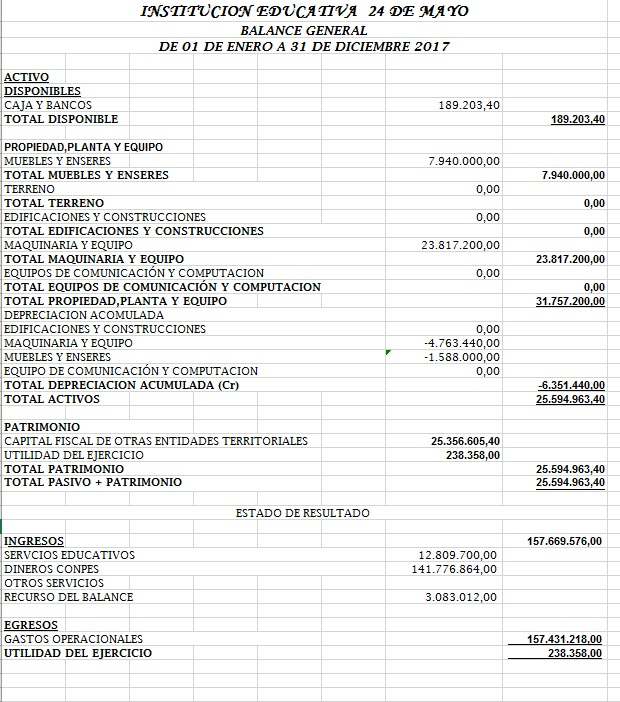 INSTITUCION EDUCATIVA 24 DE MAYO
BALANCE GENERAL
DE 01 DE ENERO A 31 DE DICIEMBRE 2017
ACTIVO
DISPONIBLES
CAJA Y BANCOS 189.203,40
TOTAL DISPONIBLE 189.203,40
PROPIEDAD,PLANTA Y EQUIPO
MUEBLES Y ENSERES 7.940.000,00
TOTAL MUEBLES Y ENSERES 7.940.000,00
TERRENO 0,00
TOTAL TERRENO 0,00
EDIFICACIONES Y CONSTRUCCIONES 0,00
TOTAL EDIFICACIONES Y CONSTRUCCIONES 0,00
MAQUINARIA Y EQUIPO 23.817.200,00
TOTAL MAQUINARIA Y EQUIPO 23.817.200,00
EQUIPOS DE COMUNICACIÓN Y COMPUTACION 0,00
TOTAL EQUIPOS DE COMUNICACIÓN Y COMPUTACION 0,00
TOTAL PROPIEDAD,PLANTA Y EQUIPO 31.757.200,00
DEPRECIACION ACOMULADA
EDIFICACIONES Y CONSTRUCCIONES 0,00
MAQUINARIA Y EQUIPO -4.763.440,00
MUEBLES Y ENSERES -1.588.000,00
EQUIPO DE COMUNICACIÓN Y COMPUTACION 0,00
TOTAL DEPRECIACION ACUMULADA (Cr) -6.351.440,00
TOTAL ACTIVOS 25.594.963,40
PATRIMONIO
CAPITAL FISCAL DE OTRAS ENTIDADES TERRITORIALES 25.356.605,40
UTILIDAD DEL EJERCICIO 238.358,00
TOTAL PATRIMONIO 25.594.963,40
TOTAL PASIVO + PATRIMONIO 25.594.963,40
ESTADO DE RESULTADO
INGRESOS 157.669.576,00
SERVCIOS EDUCATIVOS 12.809.700,00
DINEROS CONPES 141.776.864,00
OTROS SERVICIOS
RECURSO DEL BALANCE 3.083.012,00
EGRESOS
GASTOS OPERACIONALES 157.431.218,00
UTILIDAD DEL EJERCICIO 238.358,00